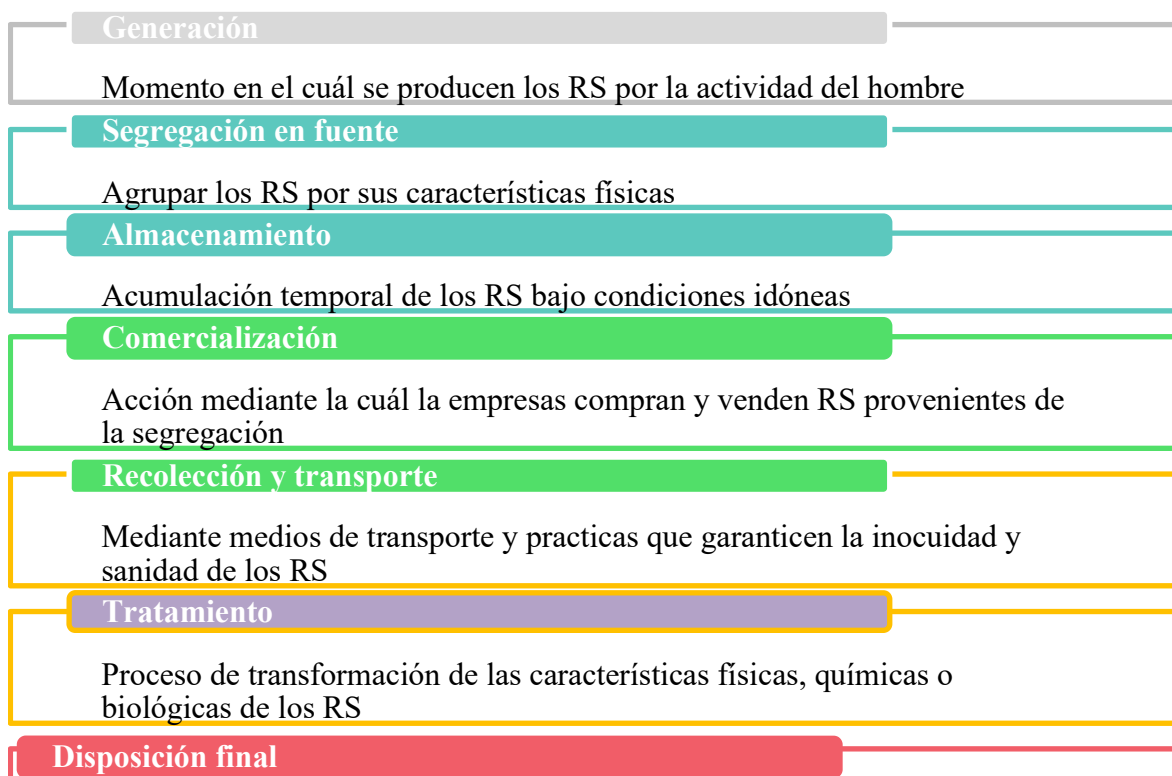 Generación
Momento en el cuál se producen los RS por la actividad del hombre
Segregación en fuente
Agrupar los RS por sus características físicas
Almacenamiento
Acumulación temporal de los RS bajo condiciones idóneas
Comercialización
Acción mediante la cuál la empresas compran y venden RS provenientes de
la segregación
Recolección y transporte
Mediante medios de transporte y practicas que garanticen la inocuidad y
sanidad de los RS
Tratamiento
Proceso de transformación de las características físicas, químicas o
biológicas de los RS
Disposición final